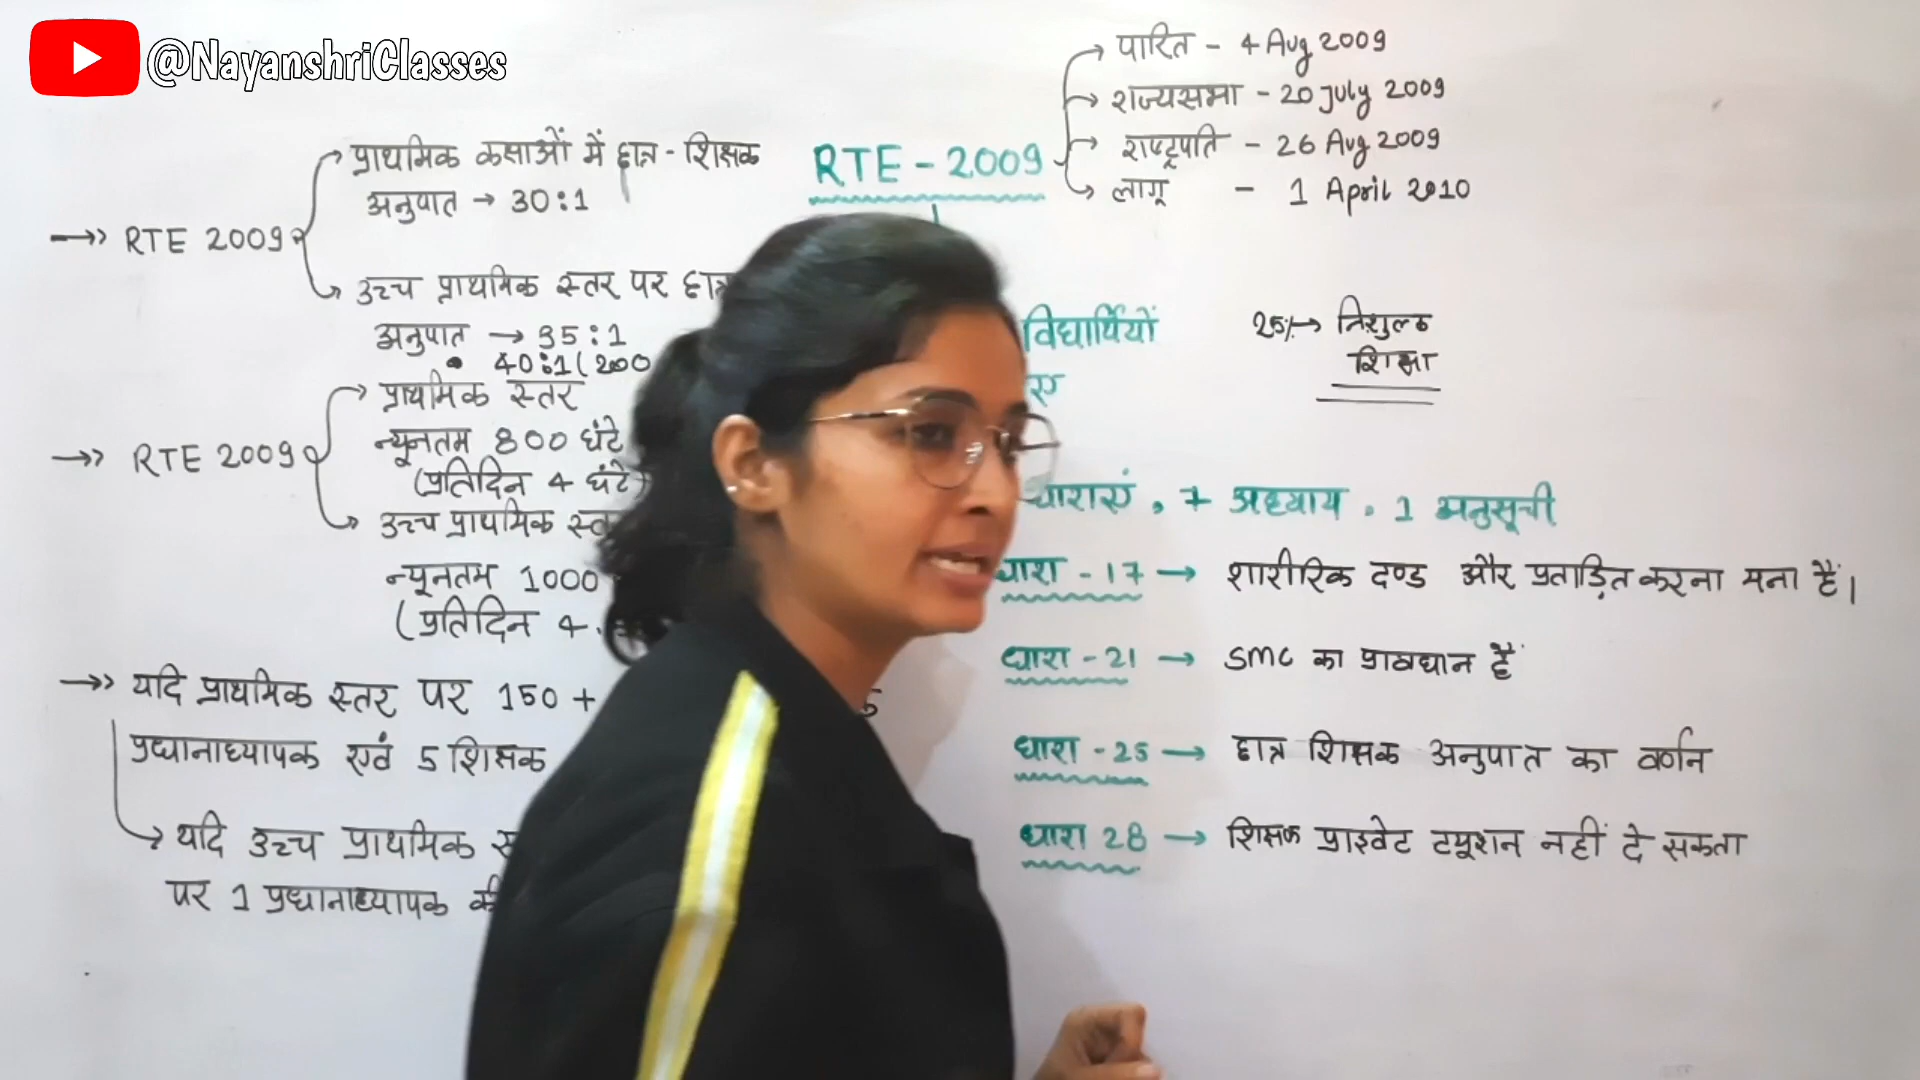 @NayanshriClasses
पारित - 4 Aug 2009
राज्यसभा - 20 July 2009
राष्ट्रपति - 26 Aug 2009
लागू - 1 April 2010
RTE - 2009
→» RTE 2009
प्राथमिक कक्षाओं में छात्र - शिक्षक
अनुपात → 30:1
उच्च प्राथमिक स्तर पर छात्र
अनुपात → 35:1
• 40:1 (200
विद्यार्थियों
25% → निशुल्क
शिक्षा
→» RTE 2009
प्राथमिक स्तर
न्यूनतम 800 घंटे
(प्रतिदिन 4 घंटे)
उच्च प्राथमिक
न्यूनतम 1000
(प्रतिदिन 4.
धाराएं , 7 अध्याय , 1 अनुसूची
धारा - 17 → शारीरिक दण्ड और प्रताड़ित करना मना है।
धारा - 21 → SMC का प्रावधान है
धारा - 25 → छात्र शिक्षक अनुपात का वर्णन
धारा 28 → शिक्षक प्राइवेट ट्यूशन नहीं दे सकता
→» यदि प्राथमिक स्तर पर 150 +
प्रधानाध्यापक एवं 5 शिक्षक
यदि उच्च प्राथमिक
पर 1 प्रधानाध्यापक की